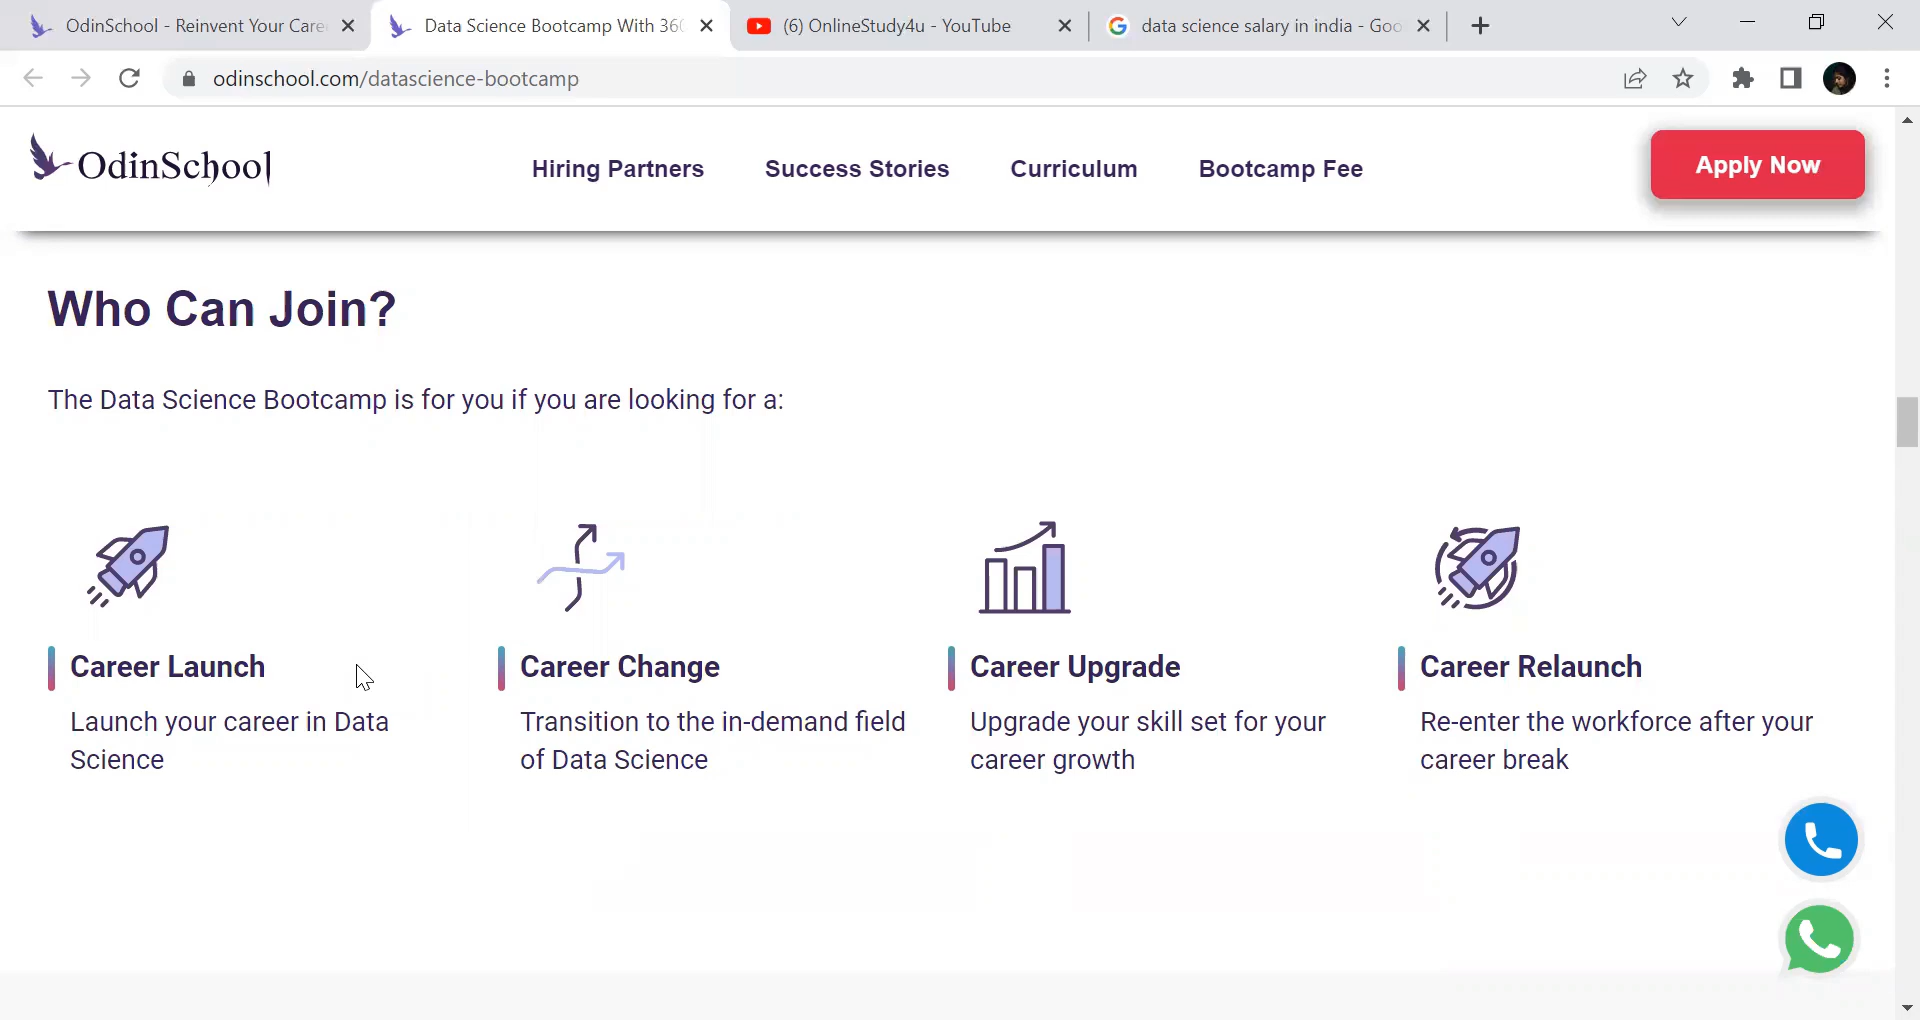 OdinSchool - Reinvent Your Care
Data Science Bootcamp With 360
(6) OnlineStudy4u - YouTube
data science salary in india - Goo
odinschool.com/datascience-bootcamp
OdinSchool
Hiring Partners
Success Stories
Curriculum
Bootcamp Fee
Apply Now
Who Can Join?
The Data Science Bootcamp is for you if you are looking for a:
Career Launch
Launch your career in Data
Science
Career Change
Transition to the in-demand field
of Data Science
Career Upgrade
Upgrade your skill set for your
career growth
Career Relaunch
Re-enter the workforce after your
career break